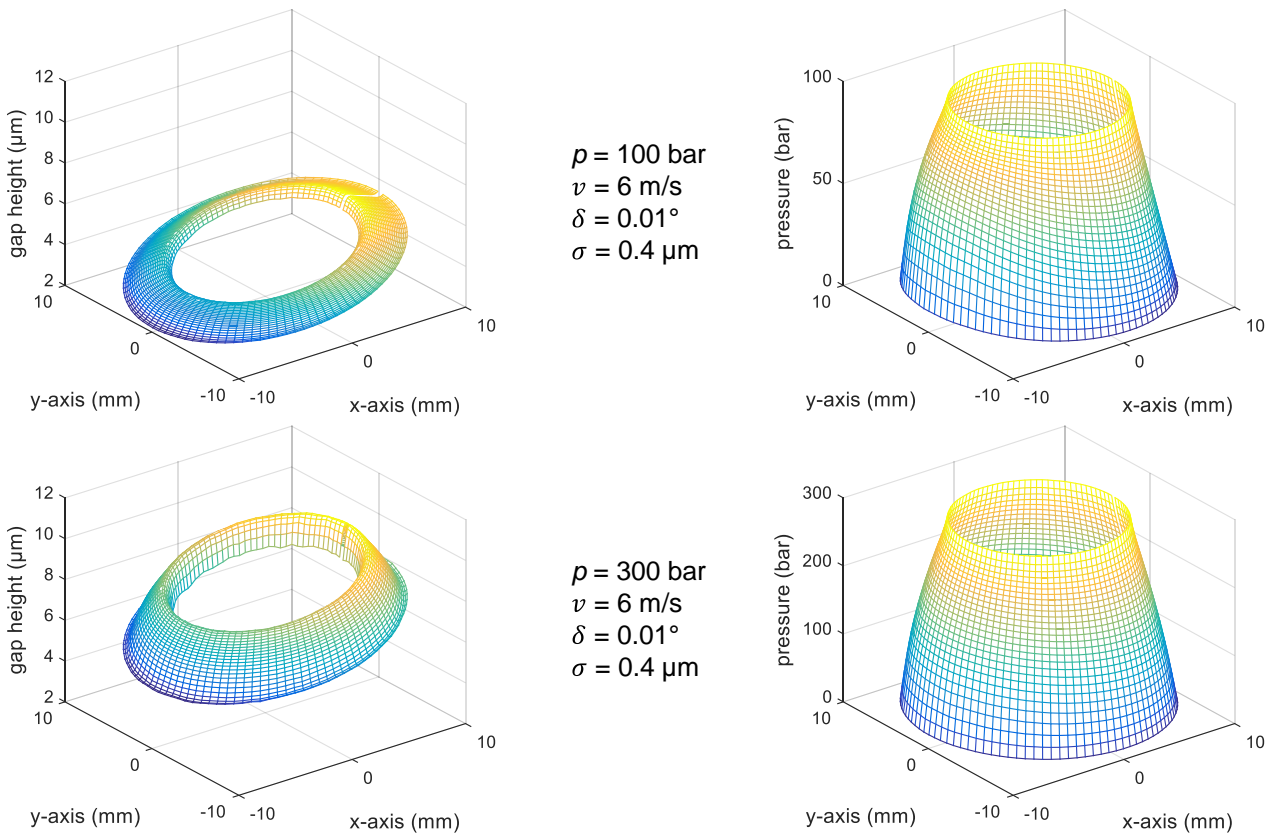 12
10
8
6
4
2
gap height (µm)
10
0
-10
y-axis (mm)
-10
0
10
x-axis (mm)
p = 100 bar
v = 6 m/s
δ = 0.01°
σ = 0.4 µm
100
50
0
pressure (bar)
10
0
-10
y-axis (mm)
-10
0
10
x-axis (mm)
12
10
8
6
4
2
gap height (µm)
10
0
-10
y-axis (mm)
-10
0
10
x-axis (mm)
p = 300 bar
v = 6 m/s
δ = 0.01°
σ = 0.4 µm
300
200
100
0
pressure (bar)
10
0
-10
y-axis (mm)
-10
0
10
x-axis (mm)